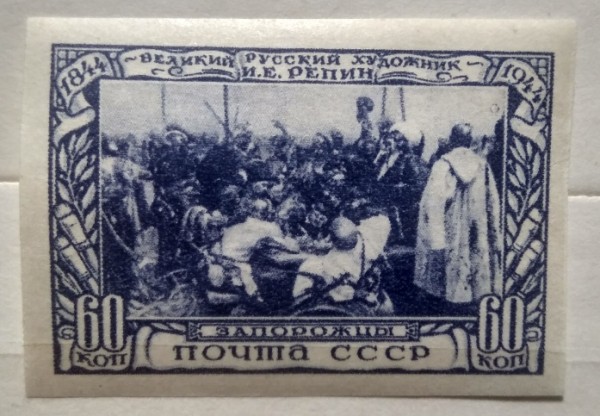 1844 ~ВЕЛИКИЙ РУССКИЙ ХУДОЖНИК~ 1944
И.Е. РЕПИН
ЗАПОРОЖЦЫ
60 КОП ПОЧТА СССР 60 КОП